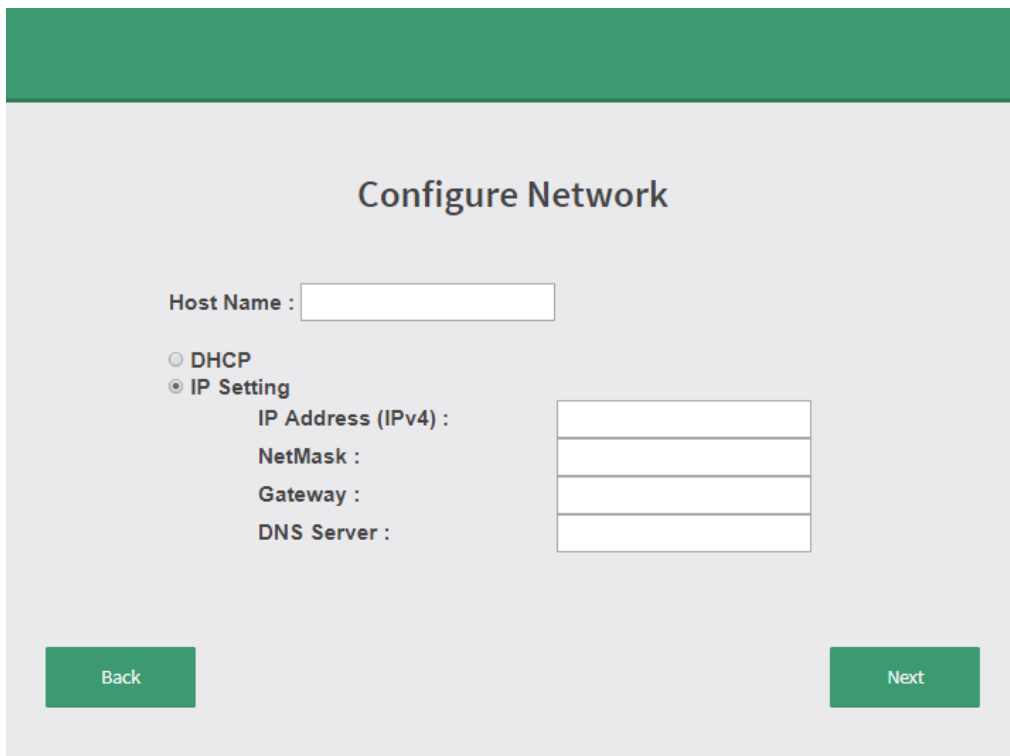 Configure Network
Host Name :
DHCP
IP Setting
IP Address (IPv4) :
NetMask :
Gateway :
DNS Server :
Back
Next